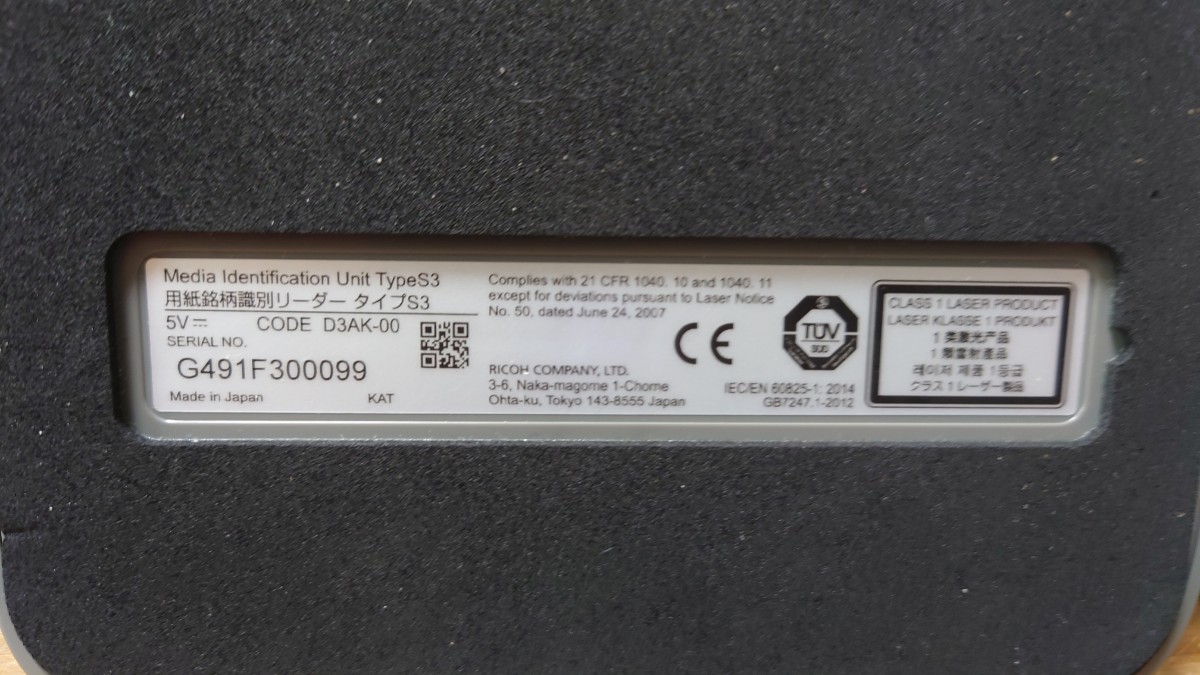 Media Identification Unit TypeS3
用紙銘柄識別リーダー タイプS3
5V⎓ CODE D3AK-00
SERIAL NO.
G491F300099
Made in Japan KAT
Complies with 21 CFR 1040. 10 and 1040. 11
except for deviations pursuant to Laser Notice
No. 50, dated June 24, 2007
CE
RICOH COMPANY, LTD.
3-6, Naka-magome 1-Chome
Ohta-ku, Tokyo 143-8555 Japan
TÜV
SÜD
IEC/EN 60825-1: 2014
GB7247.1-2012
CLASS 1 LASER PRODUCT
LASER KLASSE 1 PRODUKT
1 类激光产品
1 類雷射產品
레이저 제품 1등급
クラス 1 レーザー製品